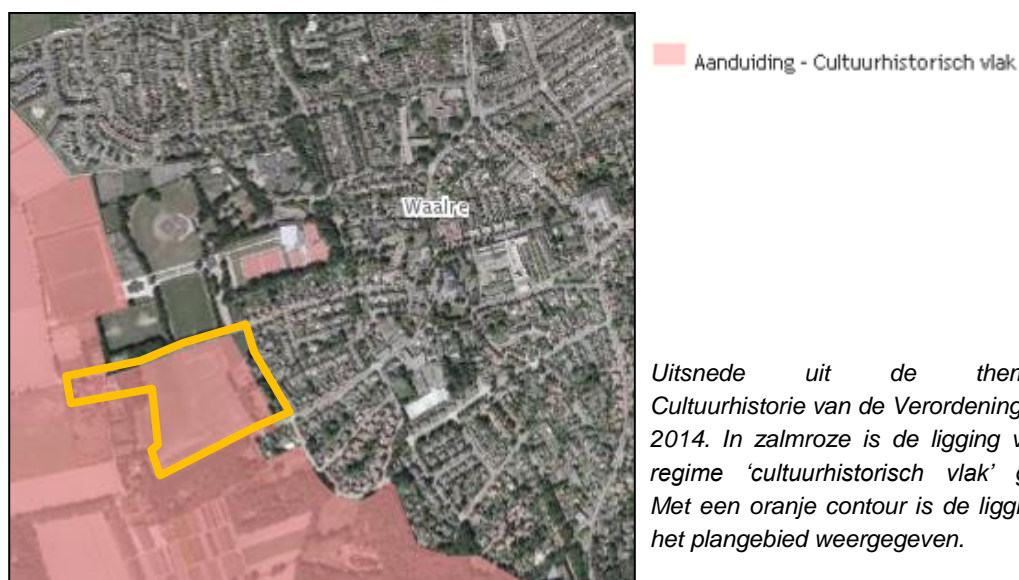 Aanduiding - Cultuurhistorisch vlak
Waalre
Uitsnede uit de
Cultuurhistorie van de Verordening
2014. In zalmroze is de ligging
regime ‘cultuurhistorisch vlak’
Met een oranje contour is de
het plangebied weergegeven.